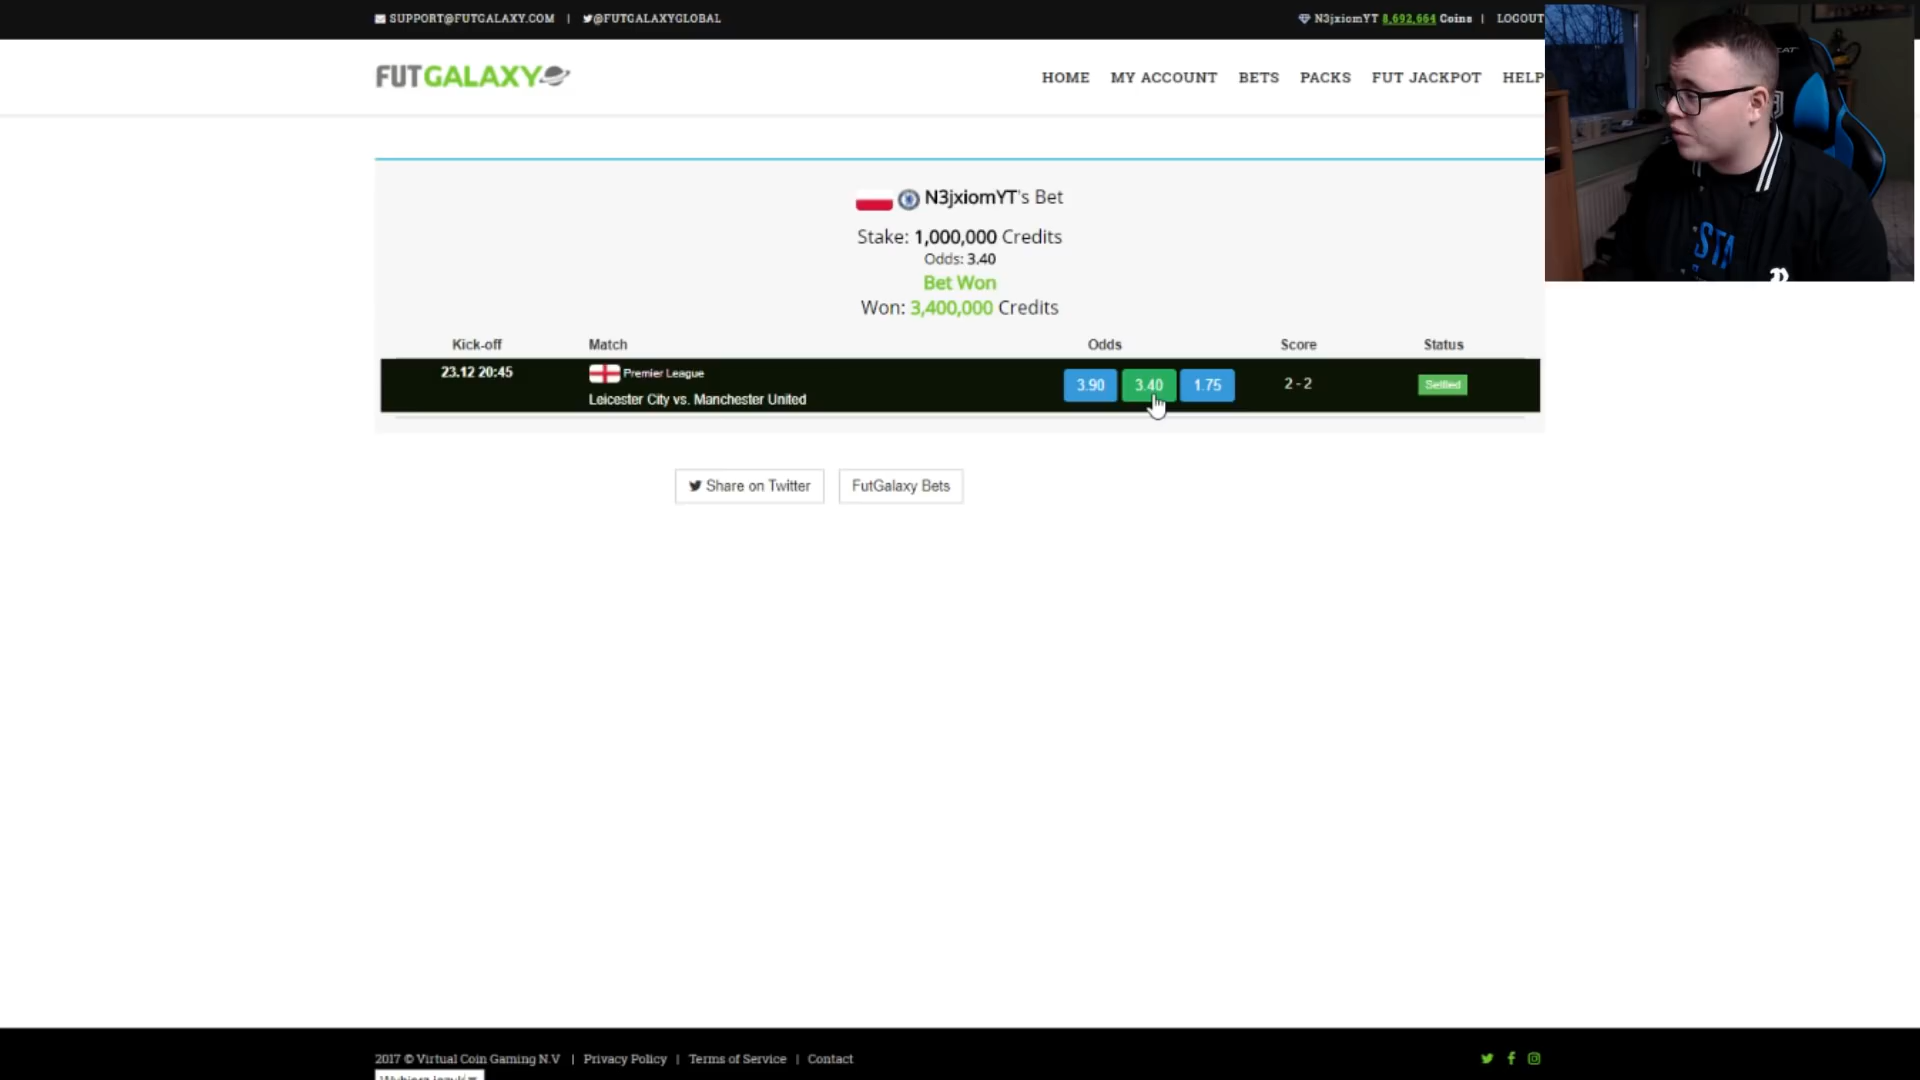 SUPPORT@FUTGALAXY.COM | @FUTGALAXYGLOBAL
N3jxiomYT 8,692,664 Coins | LOGOUT
FUTGALAXY
HOME MY ACCOUNT BETS PACKS FUT JACKPOT HELP
N3jxiomYT's Bet
Stake: 1,000,000 Credits
Odds: 3.40
Bet Won
Won: 3,400,000 Credits
Kick-off Match Odds Score Status
23.12 20:45 Premier League
Leicester City vs. Manchester United
3.90 3.40 1.75 2 - 2 Settled
Share on Twitter FutGalaxy Bets
2017 © Virtual Coin Gaming N.V | Privacy Policy | Terms of Service | Contact